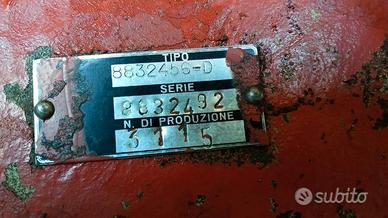 TIPO
8832456-D
SERIE
8832492
N. DI PRODUZIONE
3115
subito